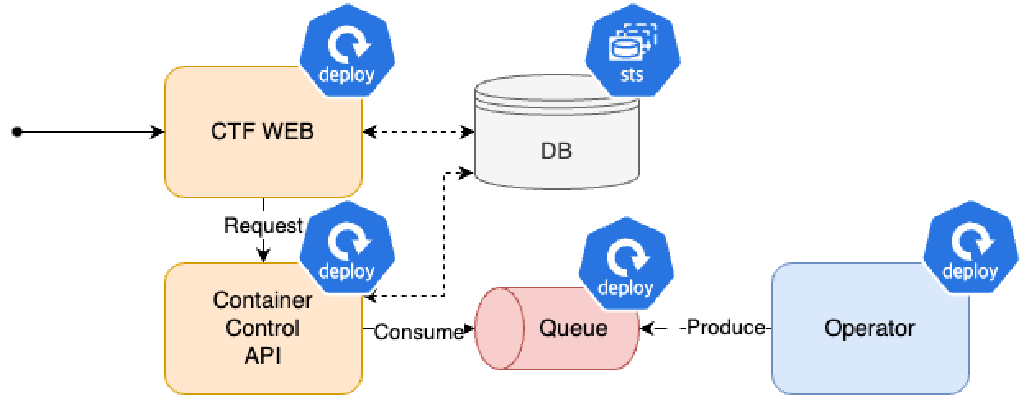 deploy
sts
CTF WEB
DB
Request
deploy
deploy
deploy
Container
Control
API
Consume
Queue
Produce
Operator